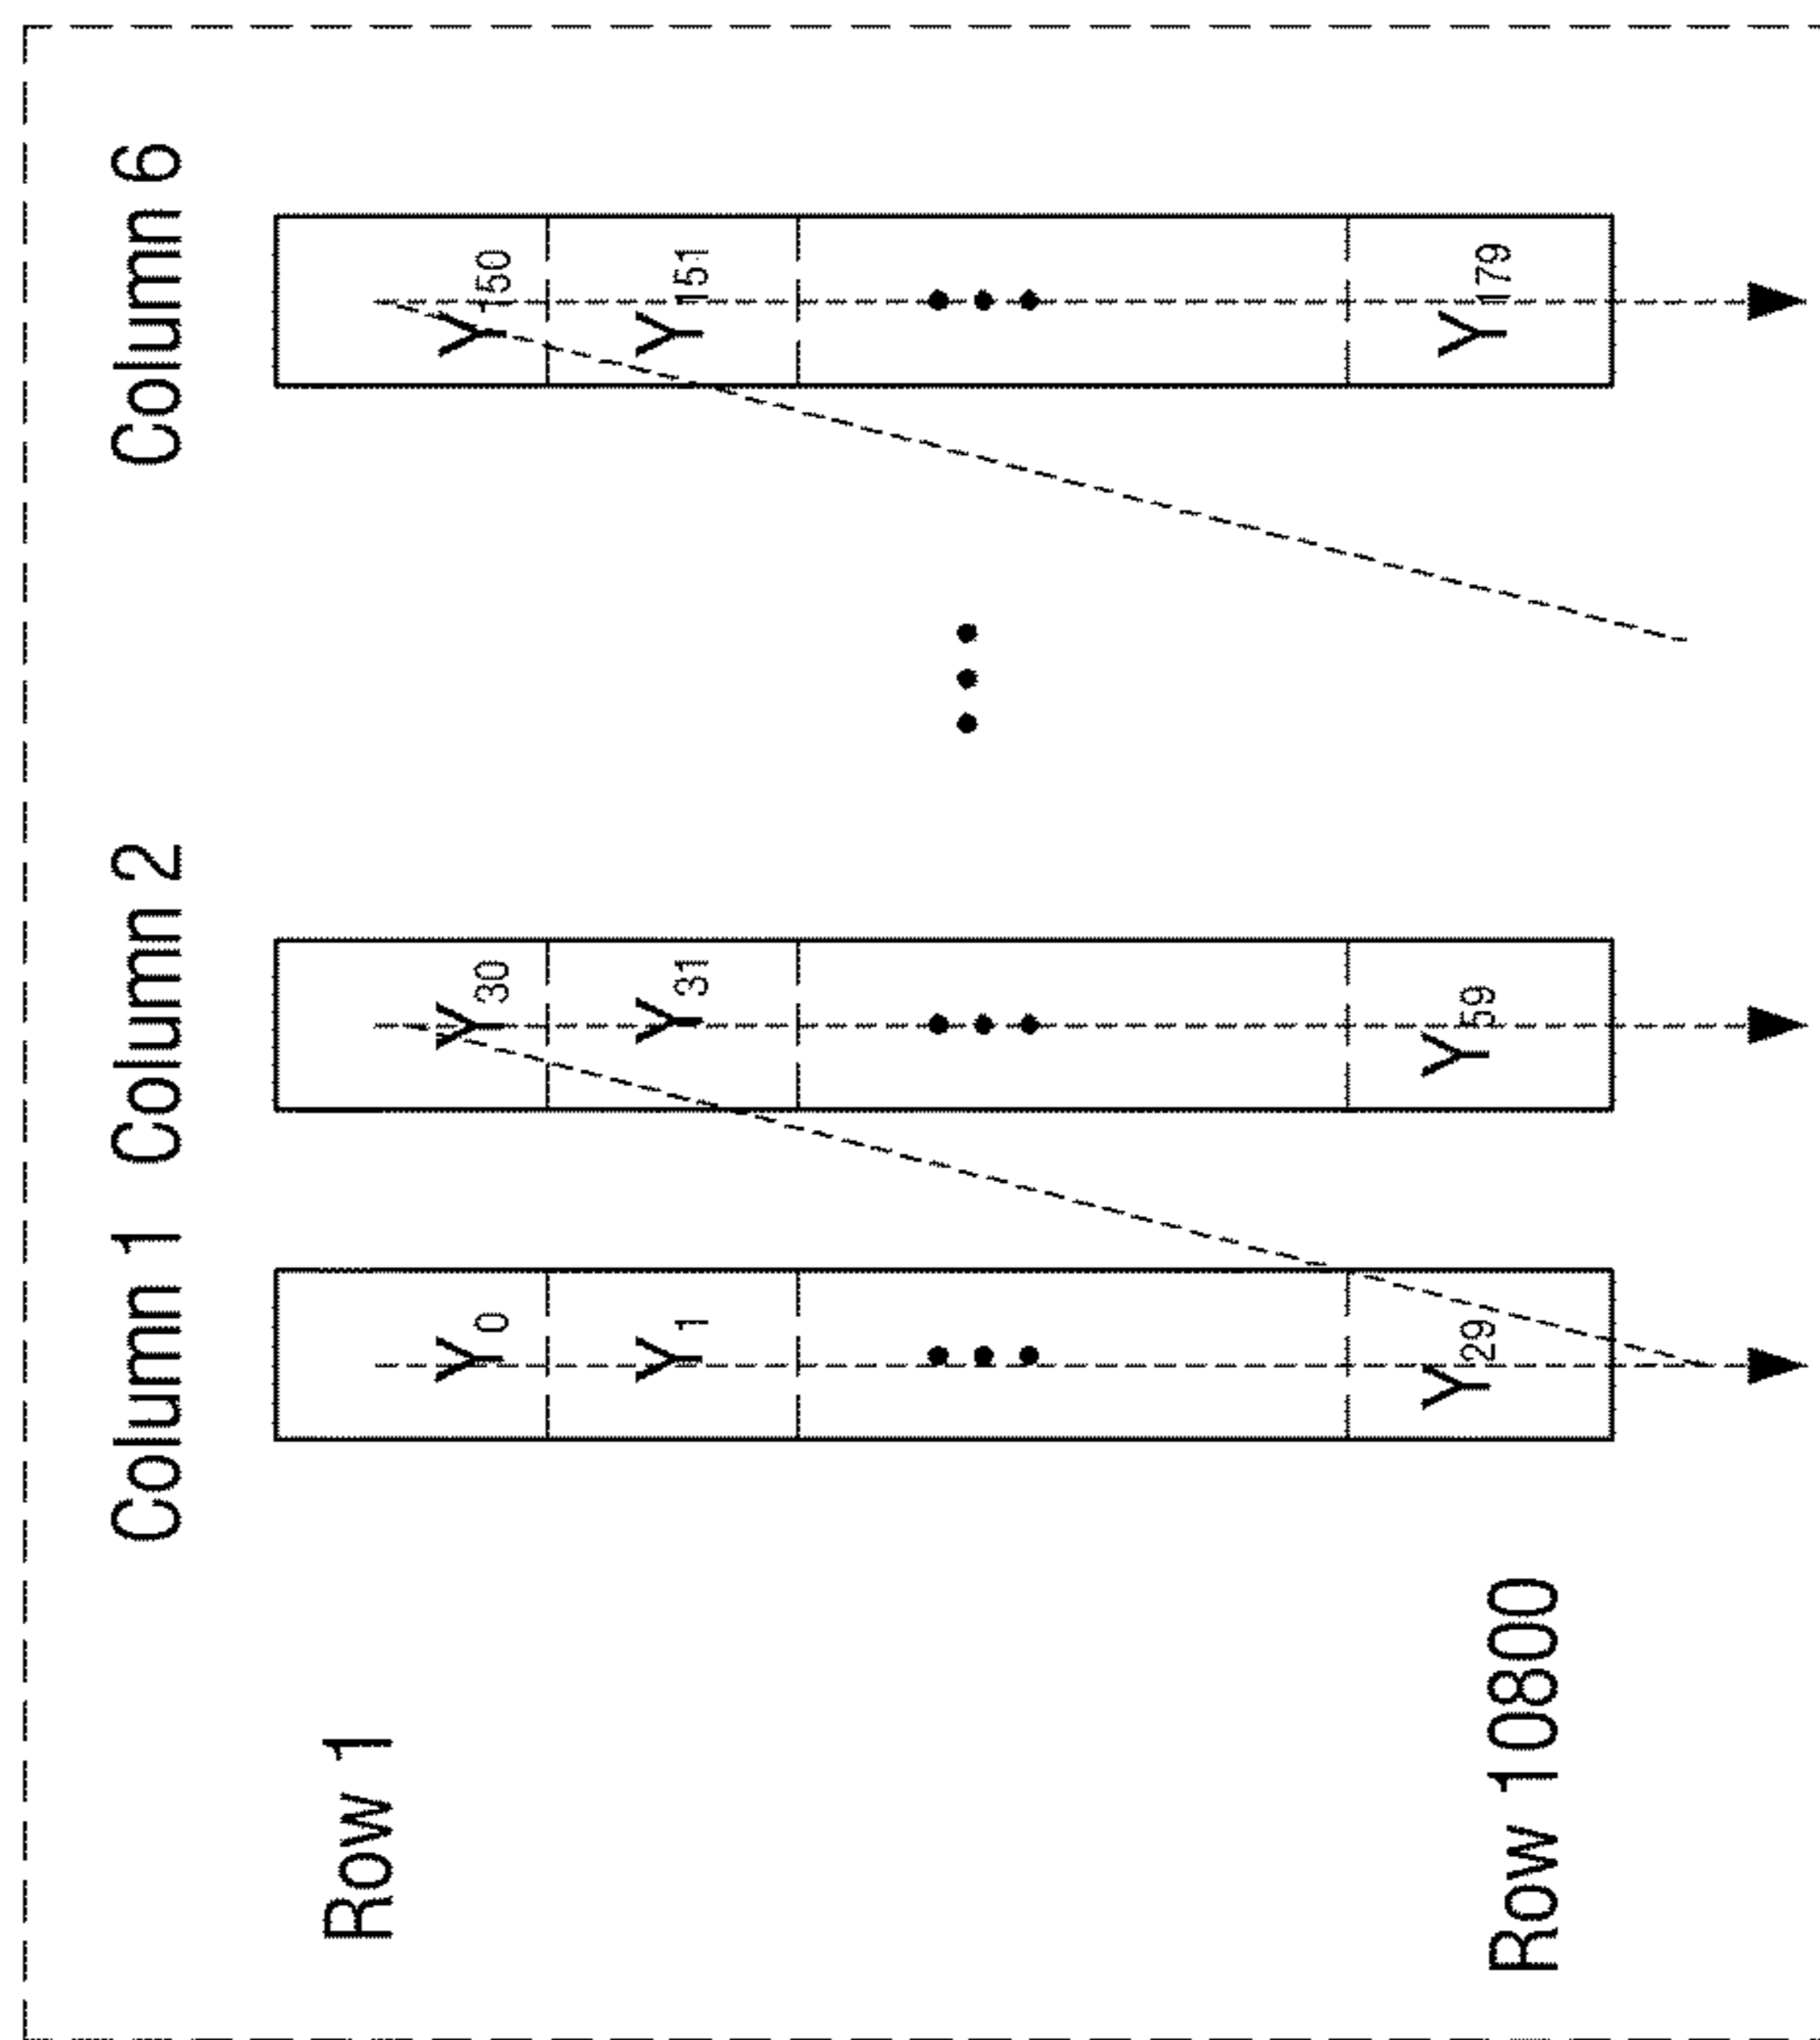 Column 1 Column 2 Column 6
Row 1
Y0 Y30 Y150
Y1 Y31 Y151
Y29 Y59 Y179
Row 10800